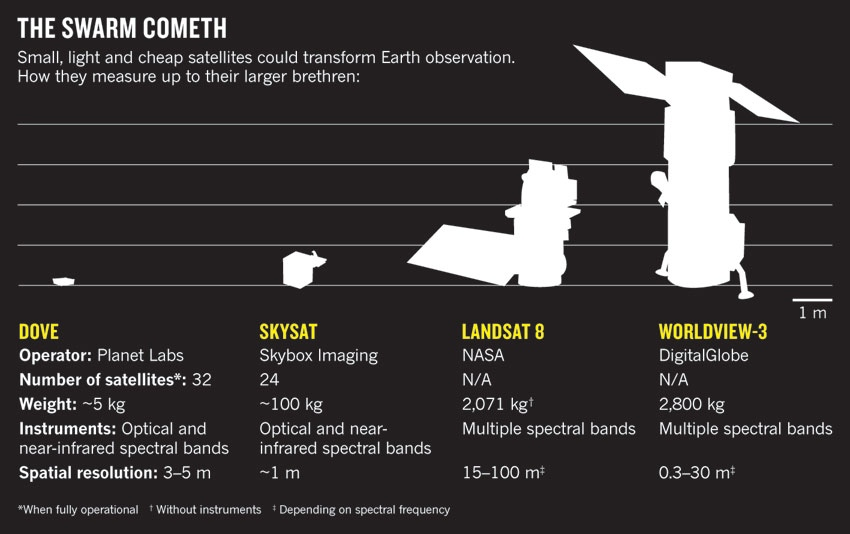 THE SWARM COMETH
Small, light and cheap satellites could transform Earth observation.
How they measure up to their larger brethren:
1 m
DOVE
Operator: Planet Labs
Number of satellites*: 32
Weight: ~5 kg
Instruments: Optical and
near-infrared spectral bands
Spatial resolution: 3–5 m
SKYSAT
Skybox Imaging
24
~100 kg
Optical and near-
infrared spectral bands
~1 m
LANDSAT 8
NASA
N/A
2,071 kg†
Multiple spectral bands
15–100 m‡
WORLDVIEW-3
DigitalGlobe
N/A
2,800 kg
Multiple spectral bands
0.3–30 m‡
*When fully operational † Without instruments ‡ Depending on spectral frequency